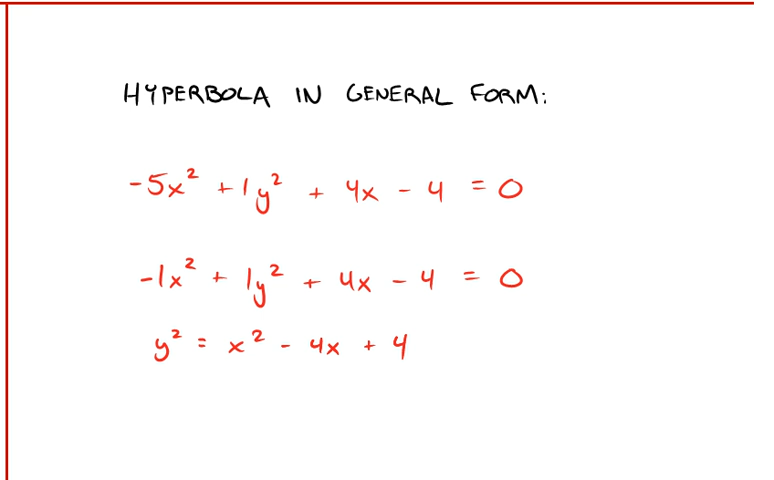 HYPERBOLA IN GENERAL FORM:
-5x² + 1y² + 4x - 4 = 0
-1x² + 1y² + 4x - 4 = 0
y² = x² - 4x + 4